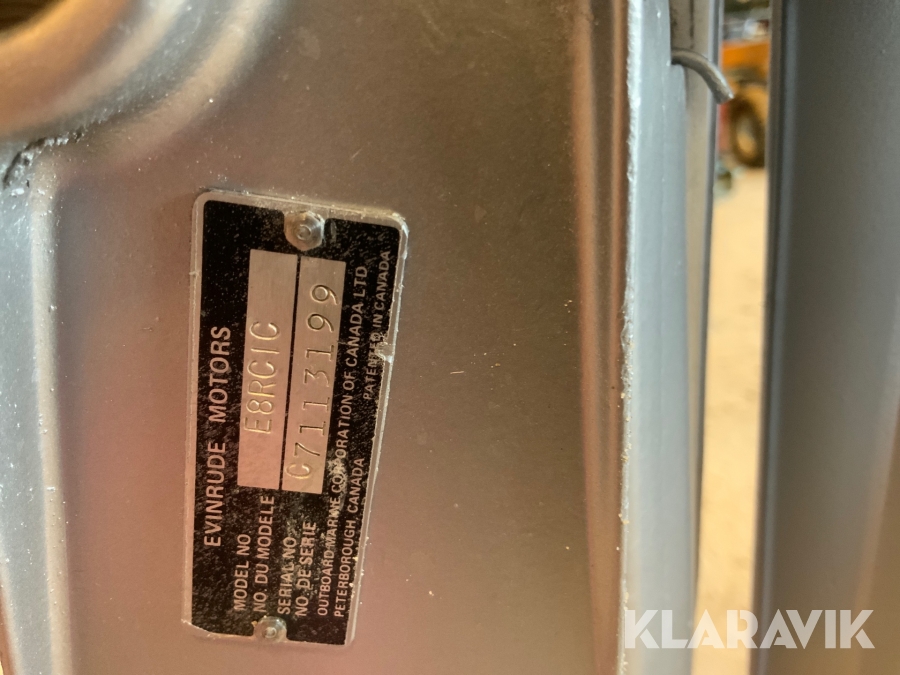 EVINRUDE MOTORS
MODEL NO.
NO. DU MODELE
E8RCIC
SERIAL NO.
NO. DE SERIE
C7113199
OUTBOARD MARINE CORPORATION OF CANADA LTD.
PETERBOROUGH, CANADA
PATENTED IN CANADA
KLARAVIK